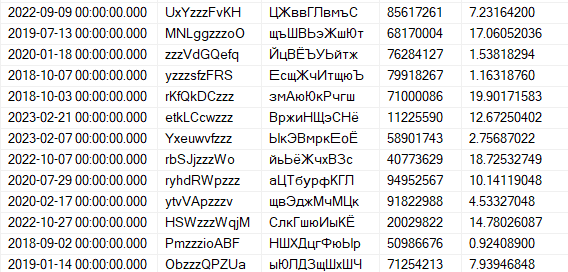 2022-09-09 00:00:00.000 UxYzzzFvKH ЦЖввГЛвмъС 85617261 7.23164200
2019-07-13 00:00:00.000 MNLggzzzoO щъШВЬэЖшЮт 68170004 17.06052036
2020-01-18 00:00:00.000 zzzVdGQefq ЙцВЁЪУЬйтж 76284127 1.53818294
2018-10-07 00:00:00.000 yzzzsfzFRS ЕсщЖчИтщюЪ 79918267 1.16318760
2018-10-03 00:00:00.000 rKfQkDCzzz змАюЮкРчгш 71000086 19.90171583
2023-02-21 00:00:00.000 etkLCcwzzz ВржиНЩэСНё 11225590 12.67250402
2023-02-07 00:00:00.000 Yxeuwvfzzz ЫкЭВмркЕоЁ 58901743 2.75687022
2022-10-07 00:00:00.000 rbSJjzzzWo йьЬёЖчхВЗс 40773629 18.72532749
2020-07-29 00:00:00.000 ryhdRWpzzz аЦТбурфКГЛ 94952567 10.14119048
2020-02-17 00:00:00.000 ytvVApzzzv щвЭджМчМЦк 91822988 4.53327048
2022-10-27 00:00:00.000 HSWzzzWqjM СлкГшюИыКЁ 20029822 14.78026087
2018-09-02 00:00:00.000 PmzzzioABF НШХДцгФюЫр 50986676 0.92408900
2019-01-14 00:00:00.000 ObzzzQPZUa ыЮЛДЗщШхШЧ 71254213 7.93946848